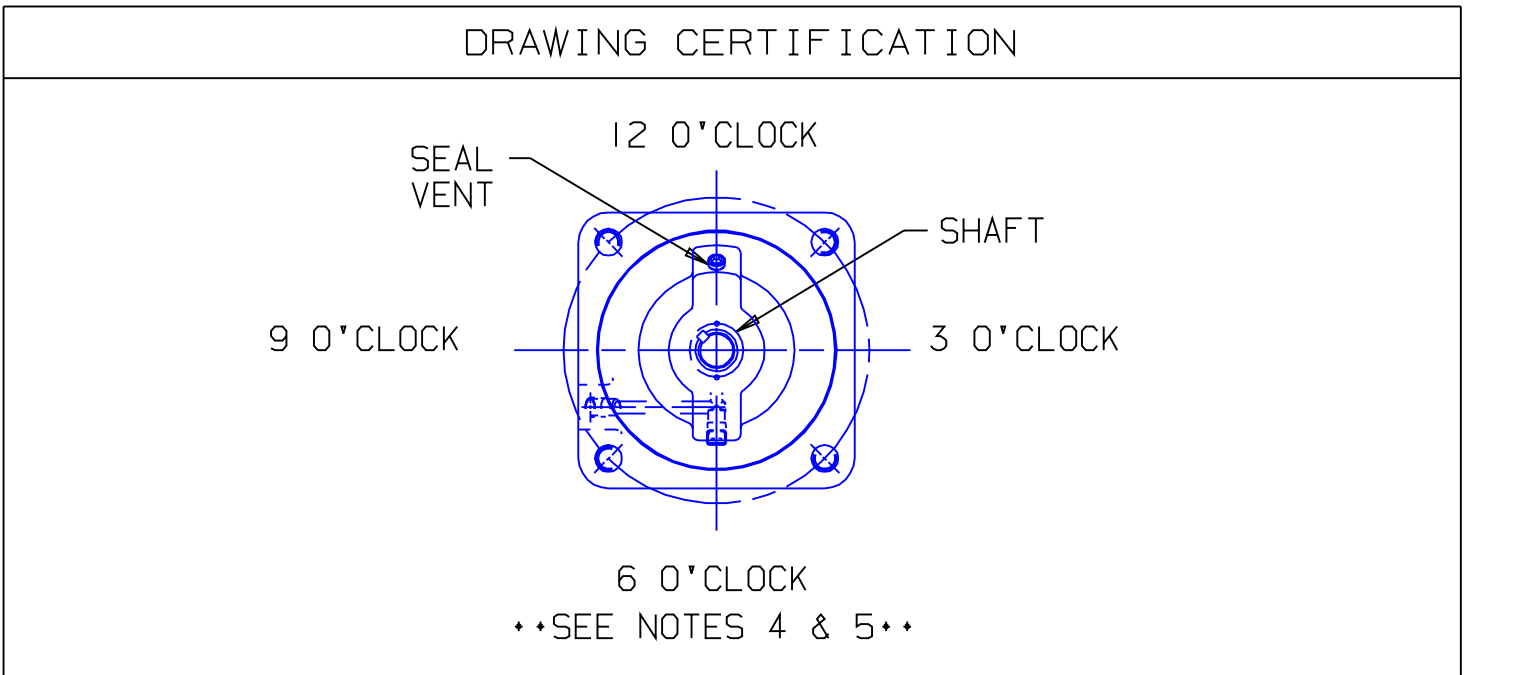 DRAWING CERTIFICATION
12 O'CLOCK
SEAL
VENT
SHAFT
9 O'CLOCK
3 O'CLOCK
6 O'CLOCK
**SEE NOTES 4 & 5**